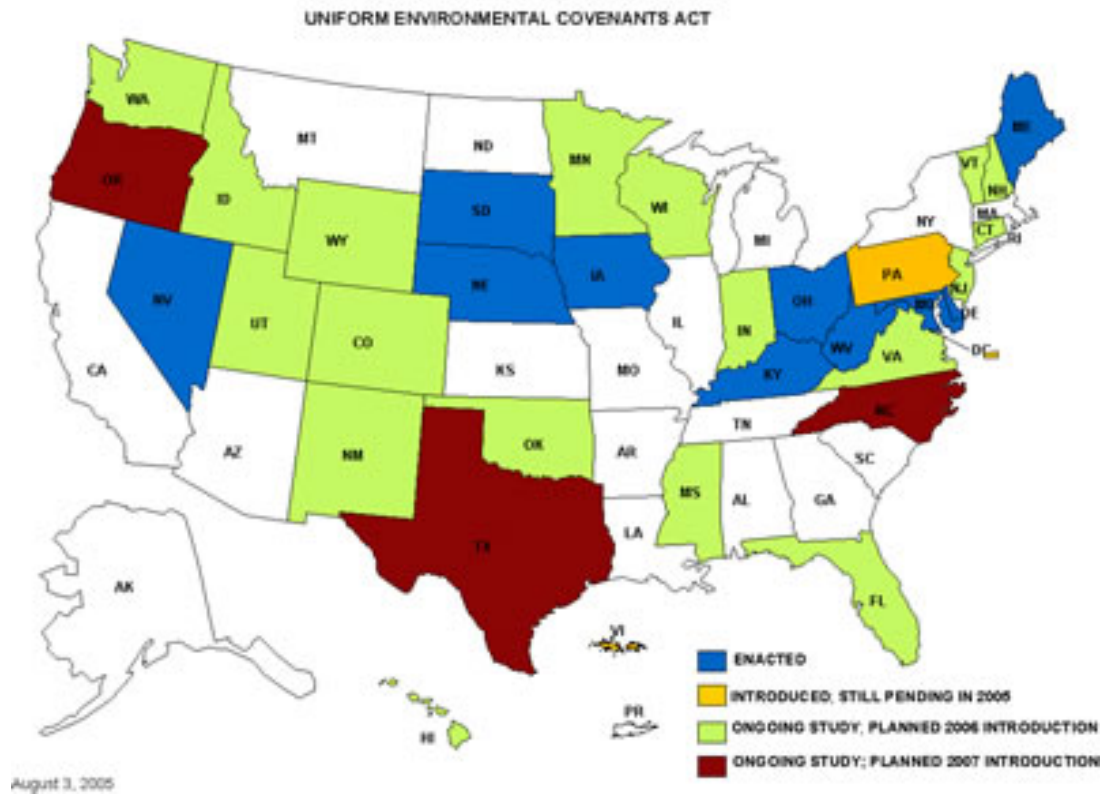 UNIFORM ENVIRONMENTAL COVENANTS ACT
WA
MT
ND
MN
ME
OR
ID
SD
WI
VT
NH
WY
MI
NY
MA
CT
RI
NE
IA
PA
NV
UT
CO
IL
IN
OH
NJ
MD
DE
DC
WV
VA
CA
KS
MO
KY
NC
AZ
NM
OK
AR
TN
SC
MS
AL
GA
TX
LA
AK
FL
VI
HI
PR
ENACTED
INTRODUCED; STILL PENDING IN 2005
ONGOING STUDY; PLANNED 2006 INTRODUCTION
ONGOING STUDY; PLANNED 2007 INTRODUCTION
August 3, 2005